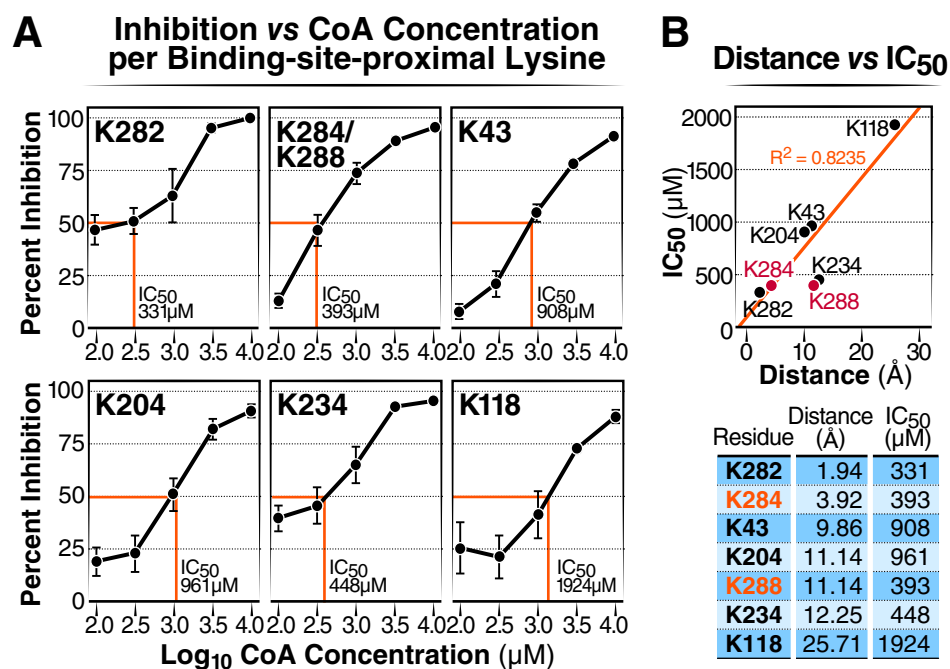 A
Inhibition vs CoA Concentration
per Binding-site-proximal Lysine
Percent Inhibition
100
75
50
25
0
K282
IC50
331µM
2.0 2.5 3.0 3.5 4.0
K284/
K288
IC50
393µM
2.0 2.5 3.0 3.5 4.0
K43
IC50
908µM
2.0 2.5 3.0 3.5 4.0
Percent Inhibition
100
75
50
25
0
K204
IC50
961µM
2.0 2.5 3.0 3.5 4.0
K234
IC50
448µM
2.0 2.5 3.0 3.5 4.0
K118
IC50
1924µM
2.0 2.5 3.0 3.5 4.0
Log10 CoA Concentration (µM)
B
Distance vs IC50
IC50 (µM)
2000
1500
1000
500
0
K118
R2 = 0.8235
K43
K204
K284
K234
K282
K288
0 10 20 30
Distance (Å)
Residue Distance (Å) IC50 (µM)
K282 1.94 331
K284 3.92 393
K43 9.86 908
K204 11.14 961
K288 11.14 393
K234 12.25 448
K118 25.71 1924